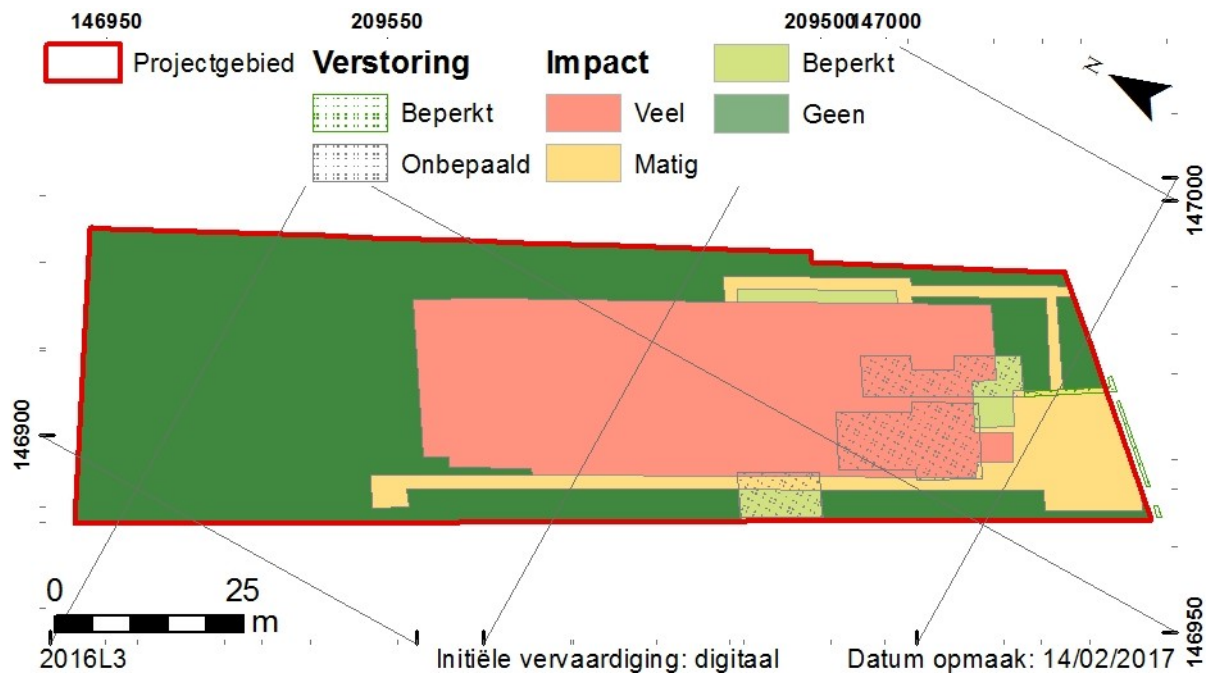 146950 209550 209500 147000
Projectgebied Verstoring Impact Beperkt
N
Beperkt Veel Geen
Onbepaald Matig
147000
146900
0 25
m
146950
2016L3 Initiële vervaardiging: digitaal Datum opmaak: 14/02/2017